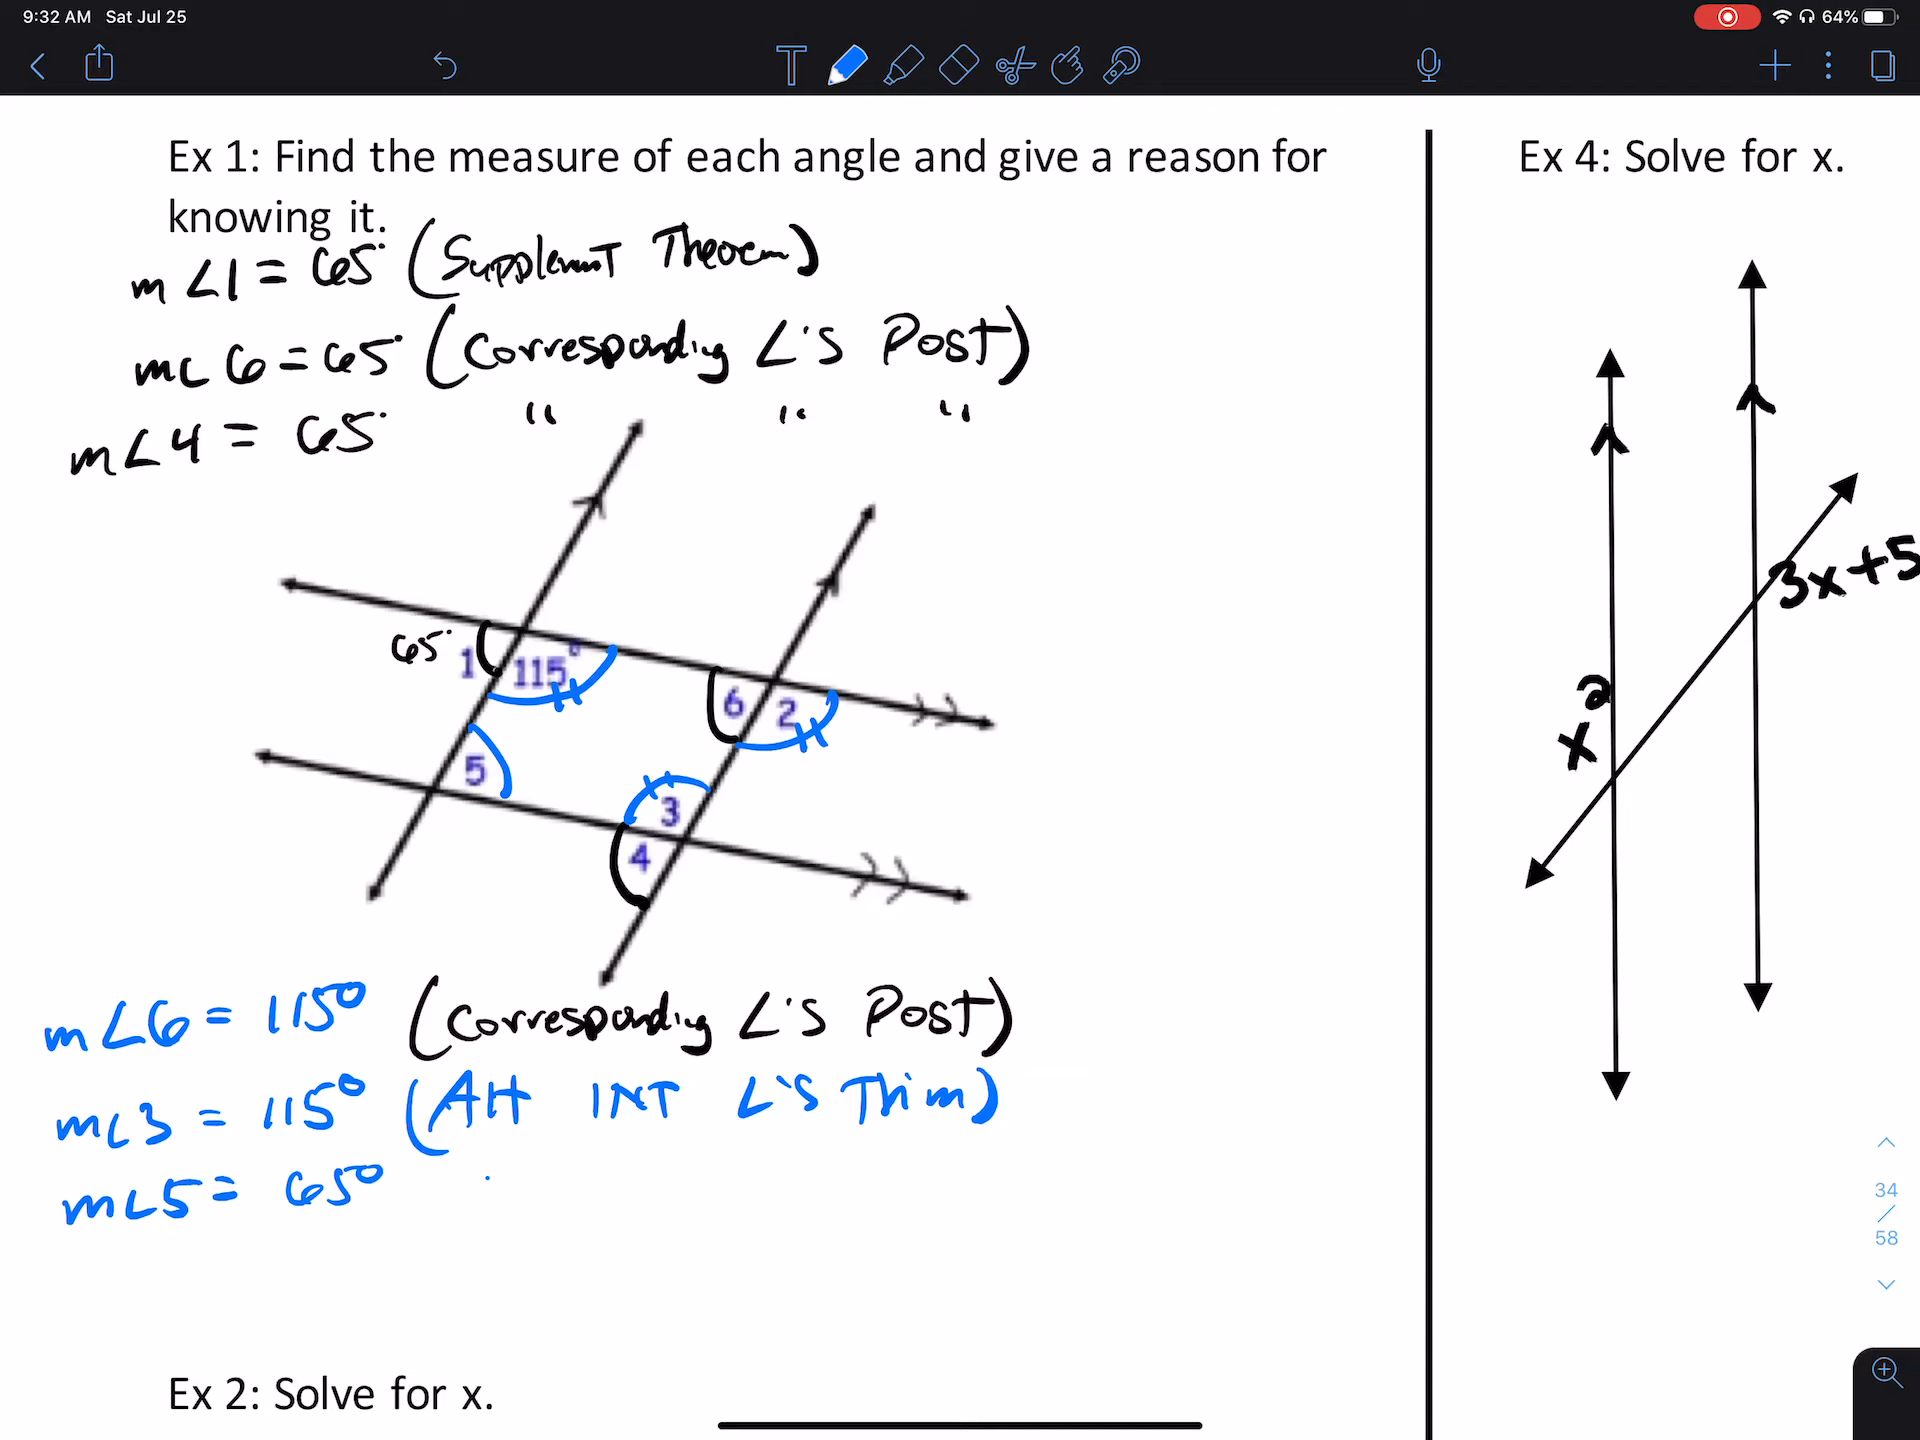 9:32 AM Sat Jul 25
64%
Ex 1: Find the measure of each angle and give a reason for
knowing it.
m∠1 = 65° (Supplement Theorem)
m∠6 = 65° (Corresponding ∠'s Post)
m∠4 = 65° " " "
65° 1 115°
6 2
5
3
4
m∠6 = 115° (Corresponding ∠'s Post)
m∠3 = 115° (Alt INT ∠'s Thm)
m∠5 = 65°
Ex 2: Solve for x.
Ex 4: Solve for x.
3x+5
x²
34
/
58